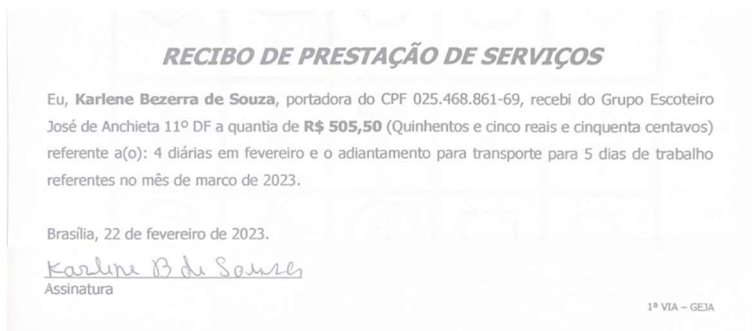 RECIBO DE PRESTAÇÃO DE SERVIÇOS
Eu, Karlene Bezerra de Souza, portadora do CPF 025.468.861-69, recebi do Grupo Escoteiro
José de Anchieta 11º DF a quantia de R$ 505,50 (Quinhentos e cinco reais e cinquenta centavos)
referente a(o): 4 diárias em fevereiro e o adiantamento para transporte para 5 dias de trabalho
referentes no mês de marco de 2023.
Brasília, 22 de fevereiro de 2023.
Karlene B de Souza
Assinatura
1ª VIA – GEJA